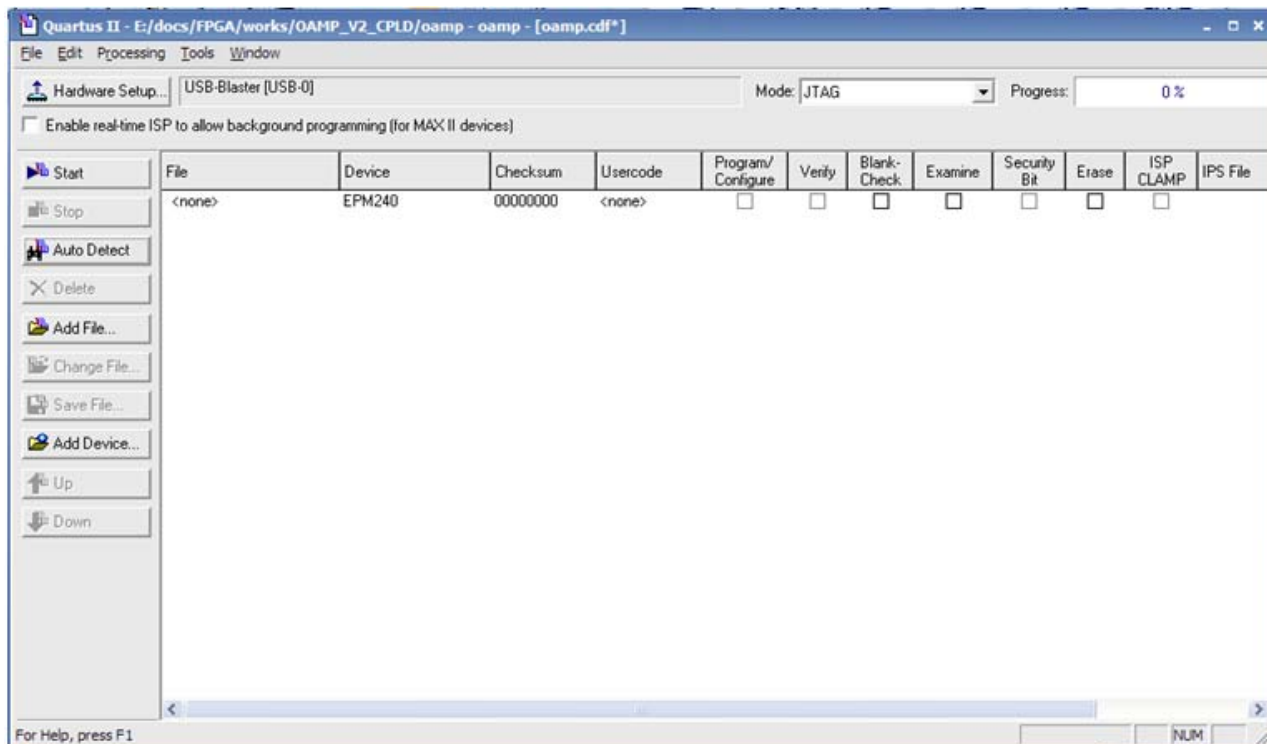 Quartus II - E:/docs/FPGA/works/OAMP_V2_CPLD/oamp - oamp - [oamp.cdf*]
File Edit Processing Tools Window
Hardware Setup... USB-Blaster [USB-0] Mode: JTAG Progress: 0 %
Enable real-time ISP to allow background programming (for MAX II devices)
File Device Checksum Usercode Program/ Configure Verify Blank- Check Examine Security Bit Erase ISP CLAMP IPS File
<none> EPM240 00000000 <none>
Start
Stop
Auto Detect
Delete
Add File...
Change File...
Save File...
Add Device...
Up
Down
For Help, press F1 NUM